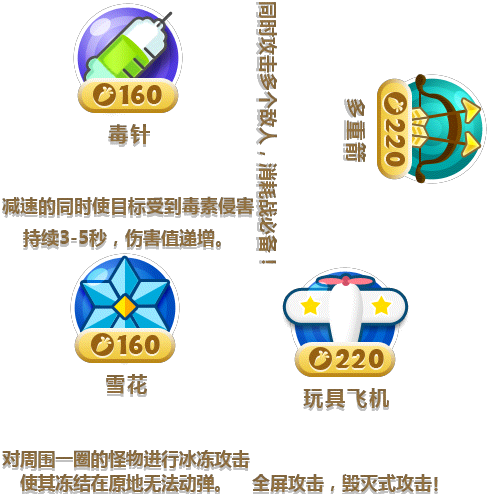 160
毒针
减速的同时使目标受到毒素侵害
持续3-5秒，伤害值递增。
220
多重箭
同时攻击多个敌人，消耗战必备！
160
雪花
对周围一圈的怪物进行冰冻攻击
使其冻结在原地无法动弹。
220
玩具飞机
全屏攻击，毁灭式攻击!